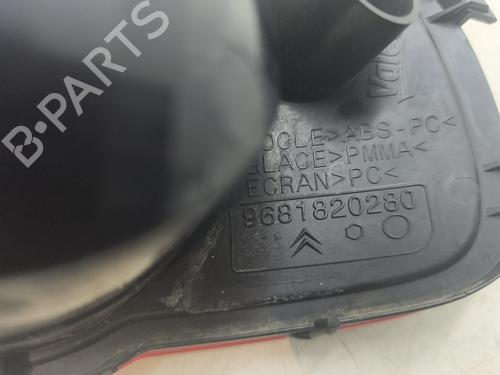 B-PARTS
Vale
OCLE>ABS-PC<
GLACE>PMMA<
ECRAN>PC<
9681820280